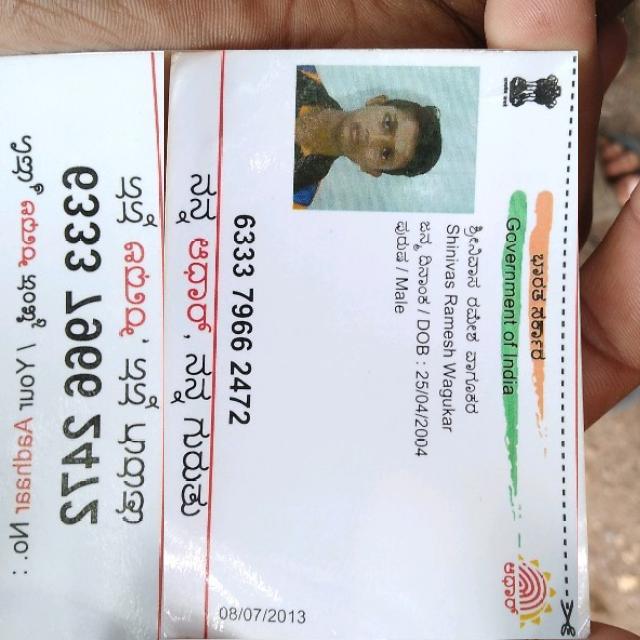 ಭಾರತ ಸರ್ಕಾರ
Government of India
ಶ್ರೀನಿವಾಸ ರಮೇಶ ವಾಗುಕರ
Shinivas Ramesh Wagukar
ಜನ್ಮ ದಿನಾಂಕ / DOB : 25/04/2004
ಪುರುಷ / Male
6333 7966 2472
08/07/2013
ಆಧಾರ್
ನನ್ನ ಆಧಾರ್, ನನ್ನ ಗುರುತು
ನಿಮ್ಮ ಆಧಾರ್ ಸಂಖ್ಯೆ / Your Aadhaar No. :
6333 7966 2472
ನನ್ನ ಆಧಾರ್, ನನ್ನ ಗುರುತು